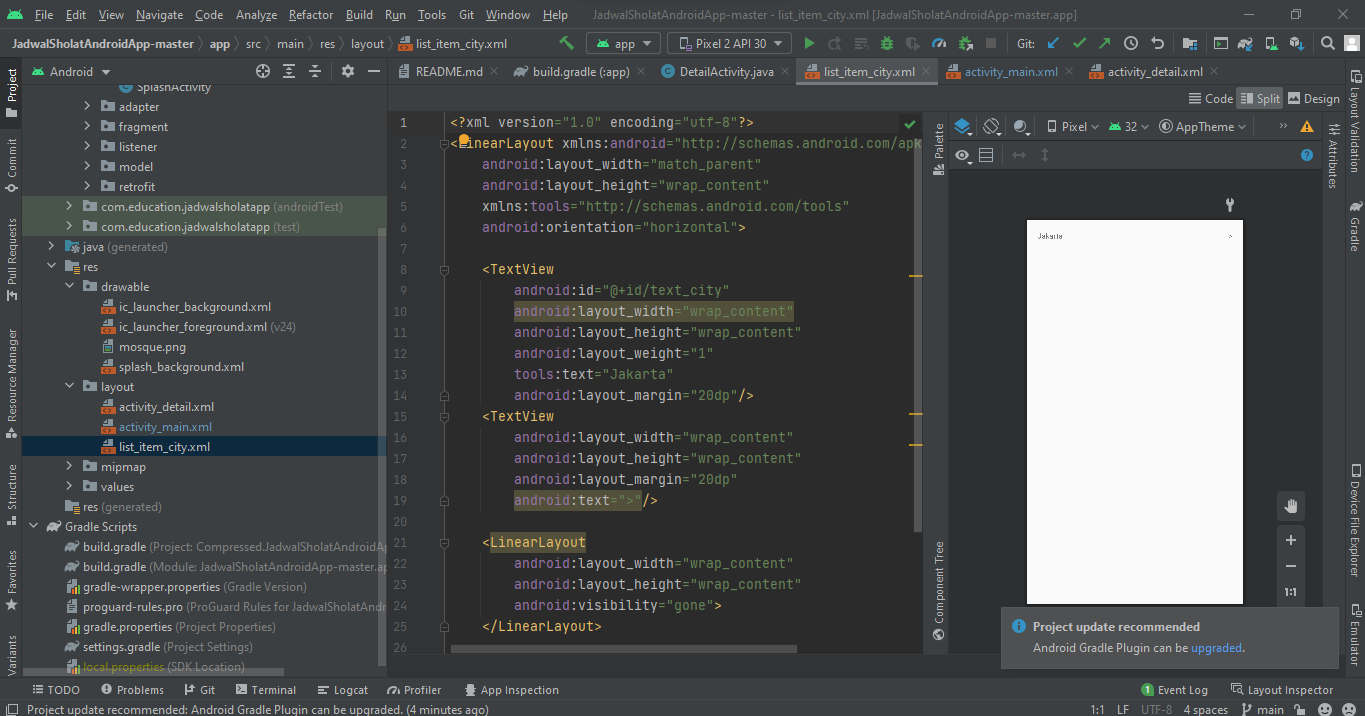 File Edit View Navigate Code Analyze Refactor Build Run Tools Git Window Help JadwalSholatAndroidApp-master - list_item_city.xml [JadwalSholatAndroidApp-master.app]
JadwalSholatAndroidApp-master app src main res layout list_item_city.xml app Pixel 2 API 30 Git:
Project
Android
README.md build.gradle (:app) DetailActivity.java list_item_city.xml activity_main.xml activity_detail.xml
Code Split Design
Commit
Pull Requests
Resource Manager
Structure
Favorites
Variants
SplashActivity
adapter
fragment
listener
model
retrofit
com.education.jadwalsholatapp (androidTest)
com.education.jadwalsholatapp (test)
java (generated)
res
drawable
ic_launcher_background.xml
ic_launcher_foreground.xml (v24)
mosque.png
splash_background.xml
layout
activity_detail.xml
activity_main.xml
list_item_city.xml
mipmap
values
res (generated)
Gradle Scripts
build.gradle (Project: Compressed.JadwalSholatAndroidAp
build.gradle (Module: JadwalSholatAndroidApp-master.ap
gradle-wrapper.properties (Gradle Version)
proguard-rules.pro (ProGuard Rules for JadwalSholatAndr
gradle.properties (Project Properties)
settings.gradle (Project Settings)
local.properties (SDK Location)
1 <?xml version="1.0" encoding="utf-8"?>
2 <LinearLayout xmlns:android="http://schemas.android.com/apk
3 android:layout_width="match_parent"
4 android:layout_height="wrap_content"
5 xmlns:tools="http://schemas.android.com/tools"
6 android:orientation="horizontal">
7
8 <TextView
9 android:id="@+id/text_city"
10 android:layout_width="wrap_content"
11 android:layout_height="wrap_content"
12 android:layout_weight="1"
13 tools:text="Jakarta"
14 android:layout_margin="20dp"/>
15 <TextView
16 android:layout_width="wrap_content"
17 android:layout_height="wrap_content"
18 android:layout_margin="20dp"
19 android:text=">"/>
20
21 <LinearLayout
22 android:layout_width="wrap_content"
23 android:layout_height="wrap_content"
24 android:visibility="gone">
25 </LinearLayout>
26
Palette
Component Tree
Pixel 32 AppTheme >>
Jakarta >
1:1
Attributes
Layout Validation
Gradle
Device File Explorer
Emulator
Project update recommended
Android Gradle Plugin can be upgraded.
TODO Problems Git Terminal Logcat Profiler App Inspection 1 Event Log Layout Inspector
Project update recommended: Android Gradle Plugin can be upgraded. (4 minutes ago) 1:1 LF UTF-8 4 spaces main